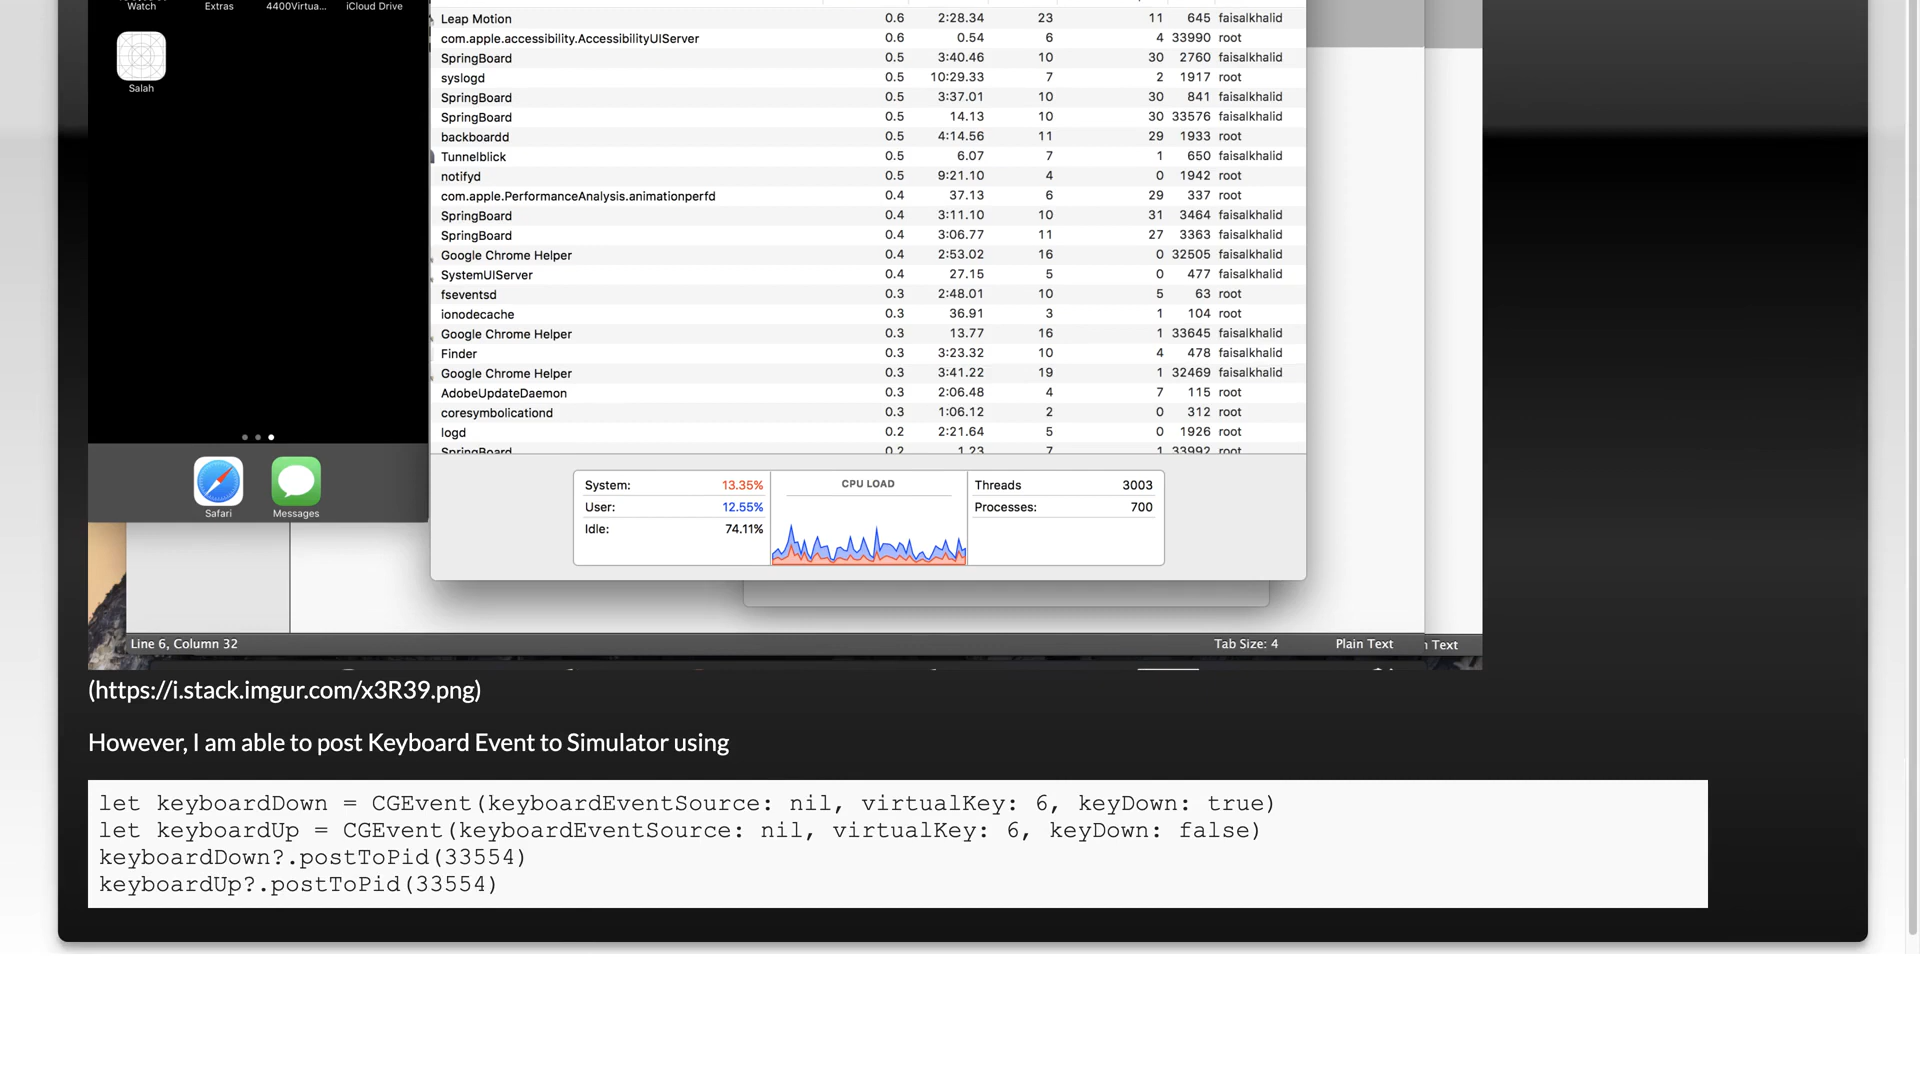 Watch Extras 4400Virtua... iCloud Drive
Salah
Leap Motion 0.6 2:28.34 23 11 645 faisalkhalid
com.apple.accessibility.AccessibilityUIServer 0.6 0.54 6 4 33990 root
SpringBoard 0.5 3:40.46 10 30 2760 faisalkhalid
syslogd 0.5 10:29.33 7 2 1917 root
SpringBoard 0.5 3:37.01 10 30 841 faisalkhalid
SpringBoard 0.5 14.13 10 30 33576 faisalkhalid
backboardd 0.5 4:14.56 11 29 1933 root
Tunnelblick 0.5 6.07 7 1 650 faisalkhalid
notifyd 0.5 9:21.10 4 0 1942 root
com.apple.PerformanceAnalysis.animationperfd 0.4 37.13 6 29 337 root
SpringBoard 0.4 3:11.10 10 31 3464 faisalkhalid
SpringBoard 0.4 3:06.77 11 27 3363 faisalkhalid
Google Chrome Helper 0.4 2:53.02 16 0 32505 faisalkhalid
SystemUIServer 0.4 27.15 5 0 477 faisalkhalid
fseventsd 0.3 2:48.01 10 5 63 root
ionodecache 0.3 36.91 3 1 104 root
Google Chrome Helper 0.3 13.77 16 1 33645 faisalkhalid
Finder 0.3 3:23.32 10 4 478 faisalkhalid
Google Chrome Helper 0.3 3:41.22 19 1 32469 faisalkhalid
AdobeUpdateDaemon 0.3 2:06.48 4 7 115 root
coresymbolicationd 0.3 1:06.12 2 0 312 root
logd 0.2 2:21.64 5 0 1926 root
SpringBoard 0.2 1.23 7 1 33992 root
Safari Messages
System: 13.35% CPU LOAD Threads 3003
User: 12.55% Processes: 700
Idle: 74.11%
Line 6, Column 32 Tab Size: 4 Plain Text Text
(https://i.stack.imgur.com/x3R39.png)
However, I am able to post Keyboard Event to Simulator using
let keyboardDown = CGEvent(keyboardEventSource: nil, virtualKey: 6, keyDown: true)
let keyboardUp = CGEvent(keyboardEventSource: nil, virtualKey: 6, keyDown: false)
keyboardDown?.postToPid(33554)
keyboardUp?.postToPid(33554)